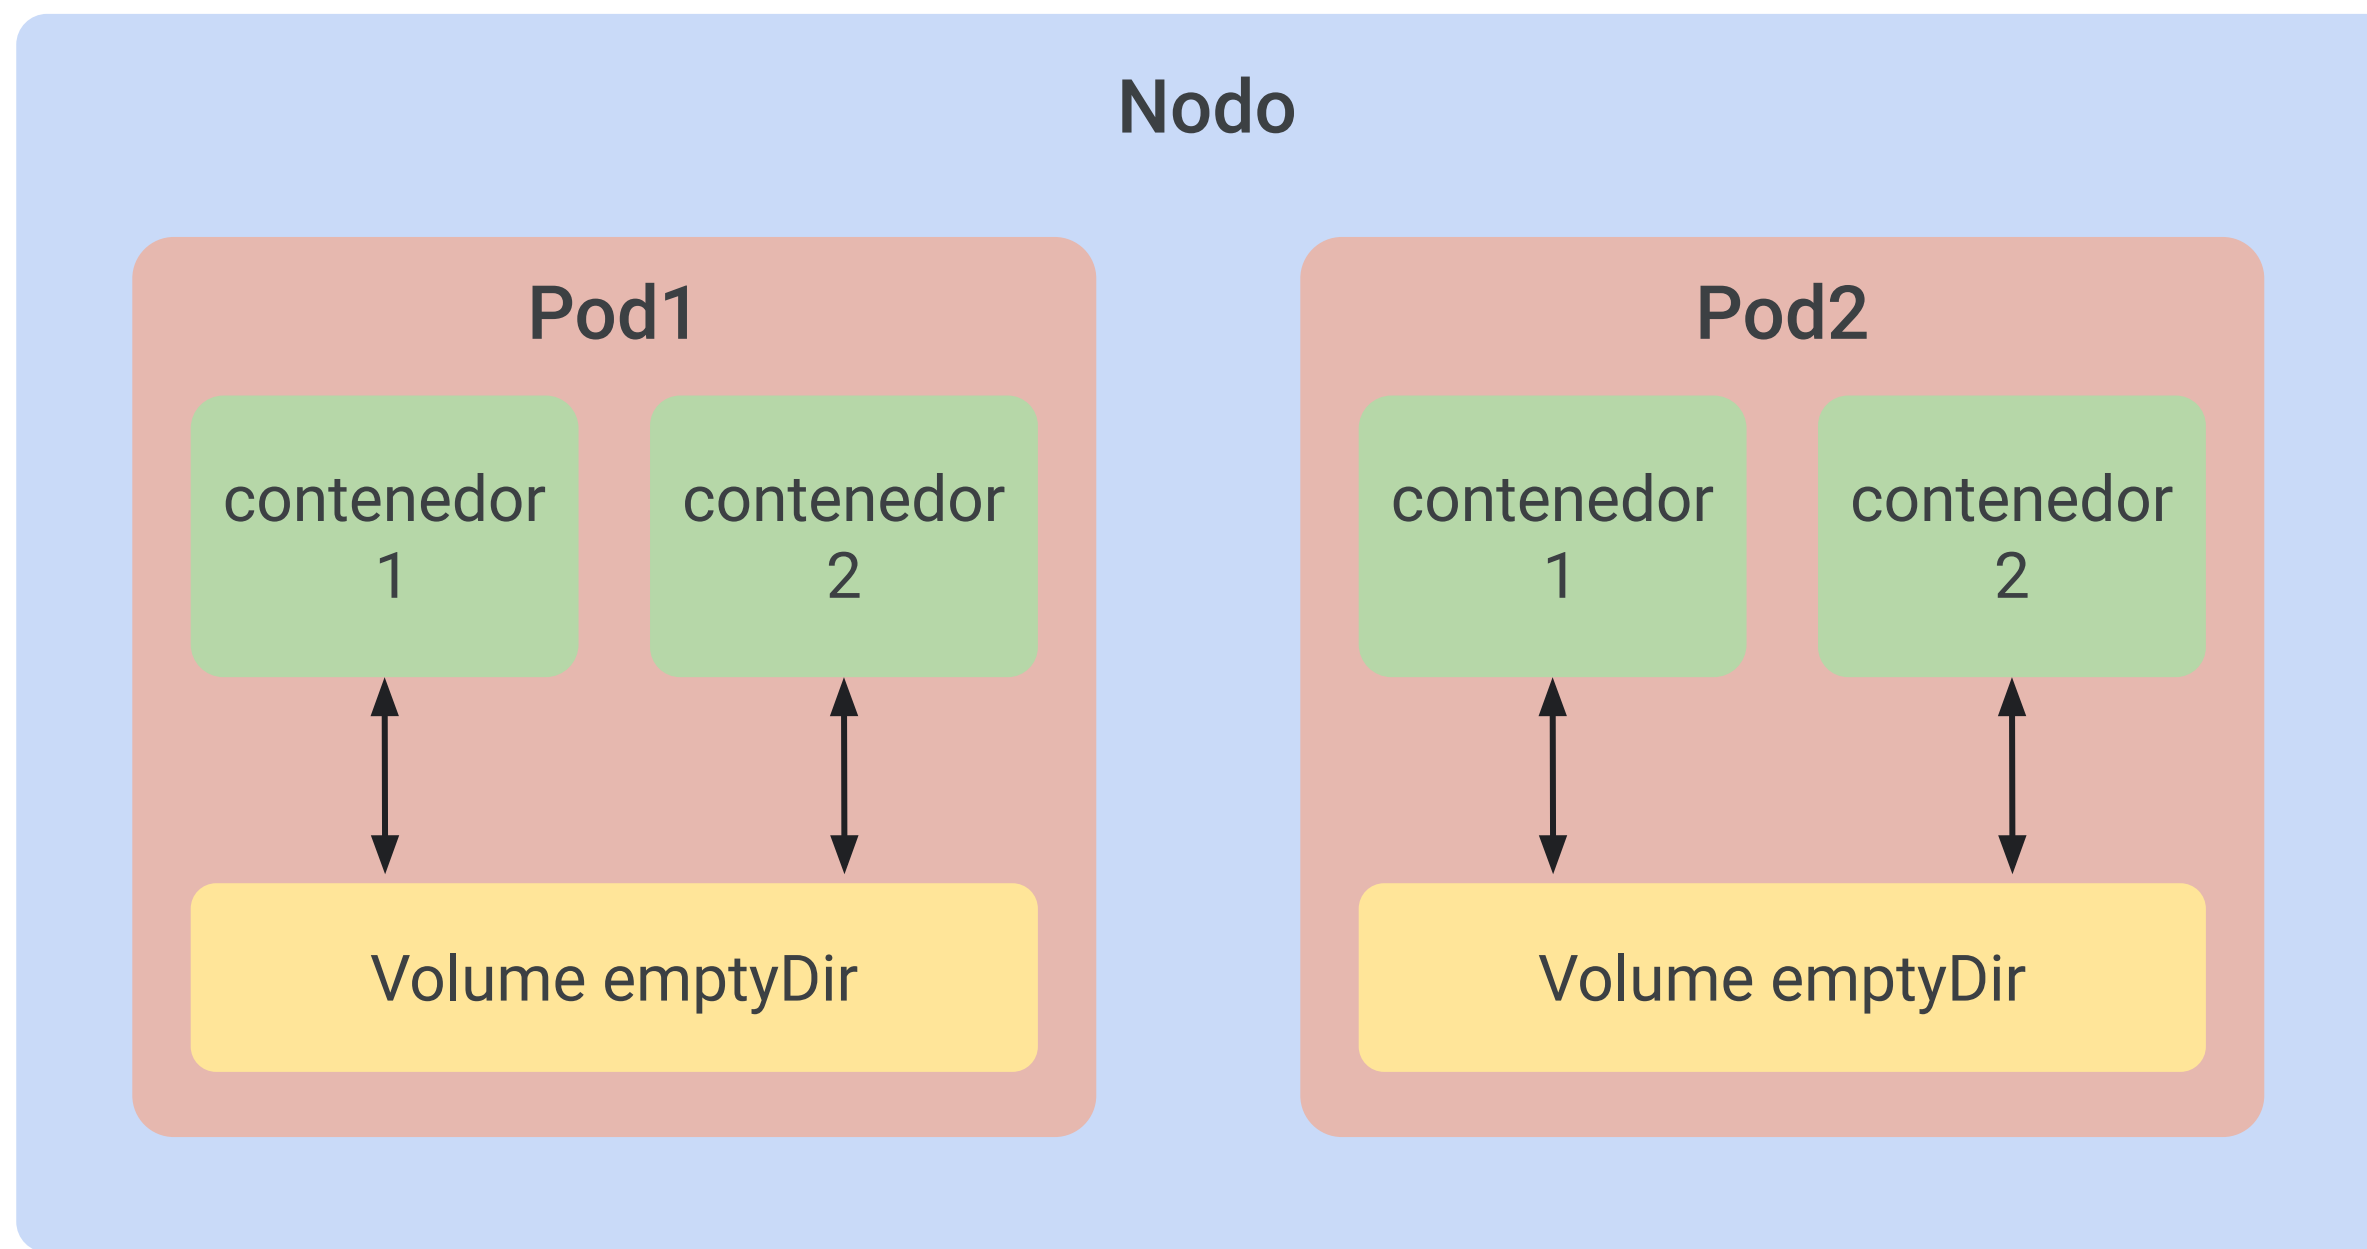 Nodo
Pod1
contenedor
1
contenedor
2
Volume emptyDir
Pod2
contenedor
1
contenedor
2
Volume emptyDir